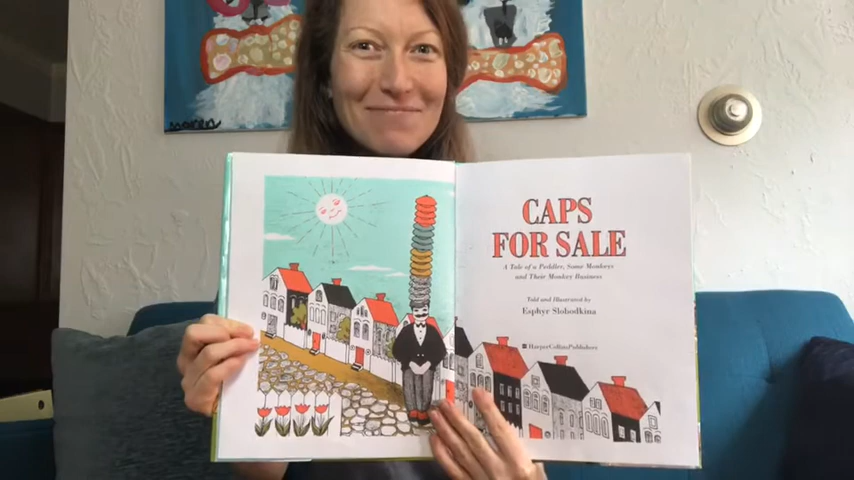 CAPS
FOR SALE
A Tale of a Peddler, Some Monkeys
and Their Monkey Business
Told and Illustrated by
Esphyr Slobodkina
HarperCollinsPublishers